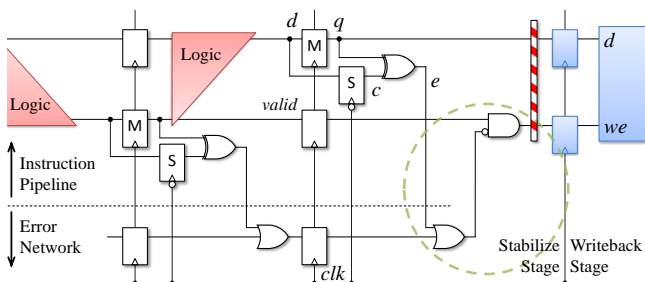 d
q
M
Logic
d
S
c
e
Logic
valid
M
we
S
Instruction
Pipeline
Error
Network
Stabilize
Stage
Writeback
Stage
clk